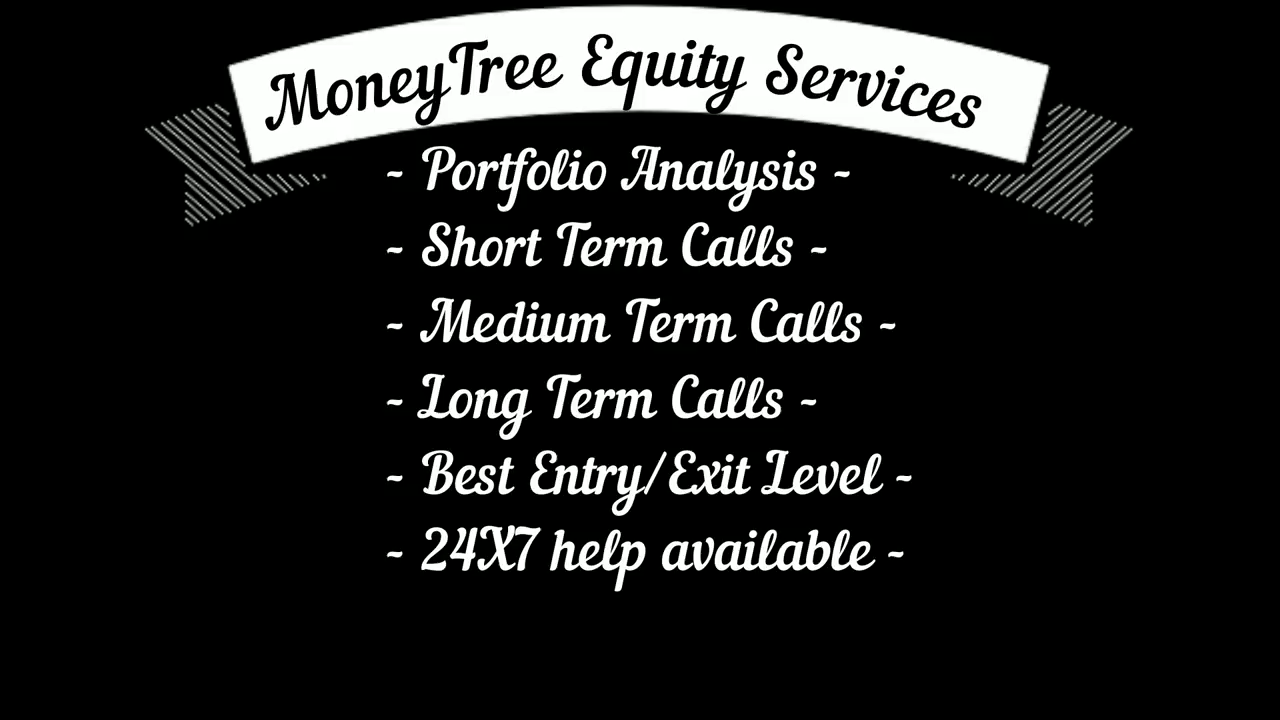 MoneyTree Equity Services
- Portfolio Analysis -
- Short Term Calls -
- Medium Term Calls -
- Long Term Calls -
- Best Entry/Exit Level -
- 24X7 help available -